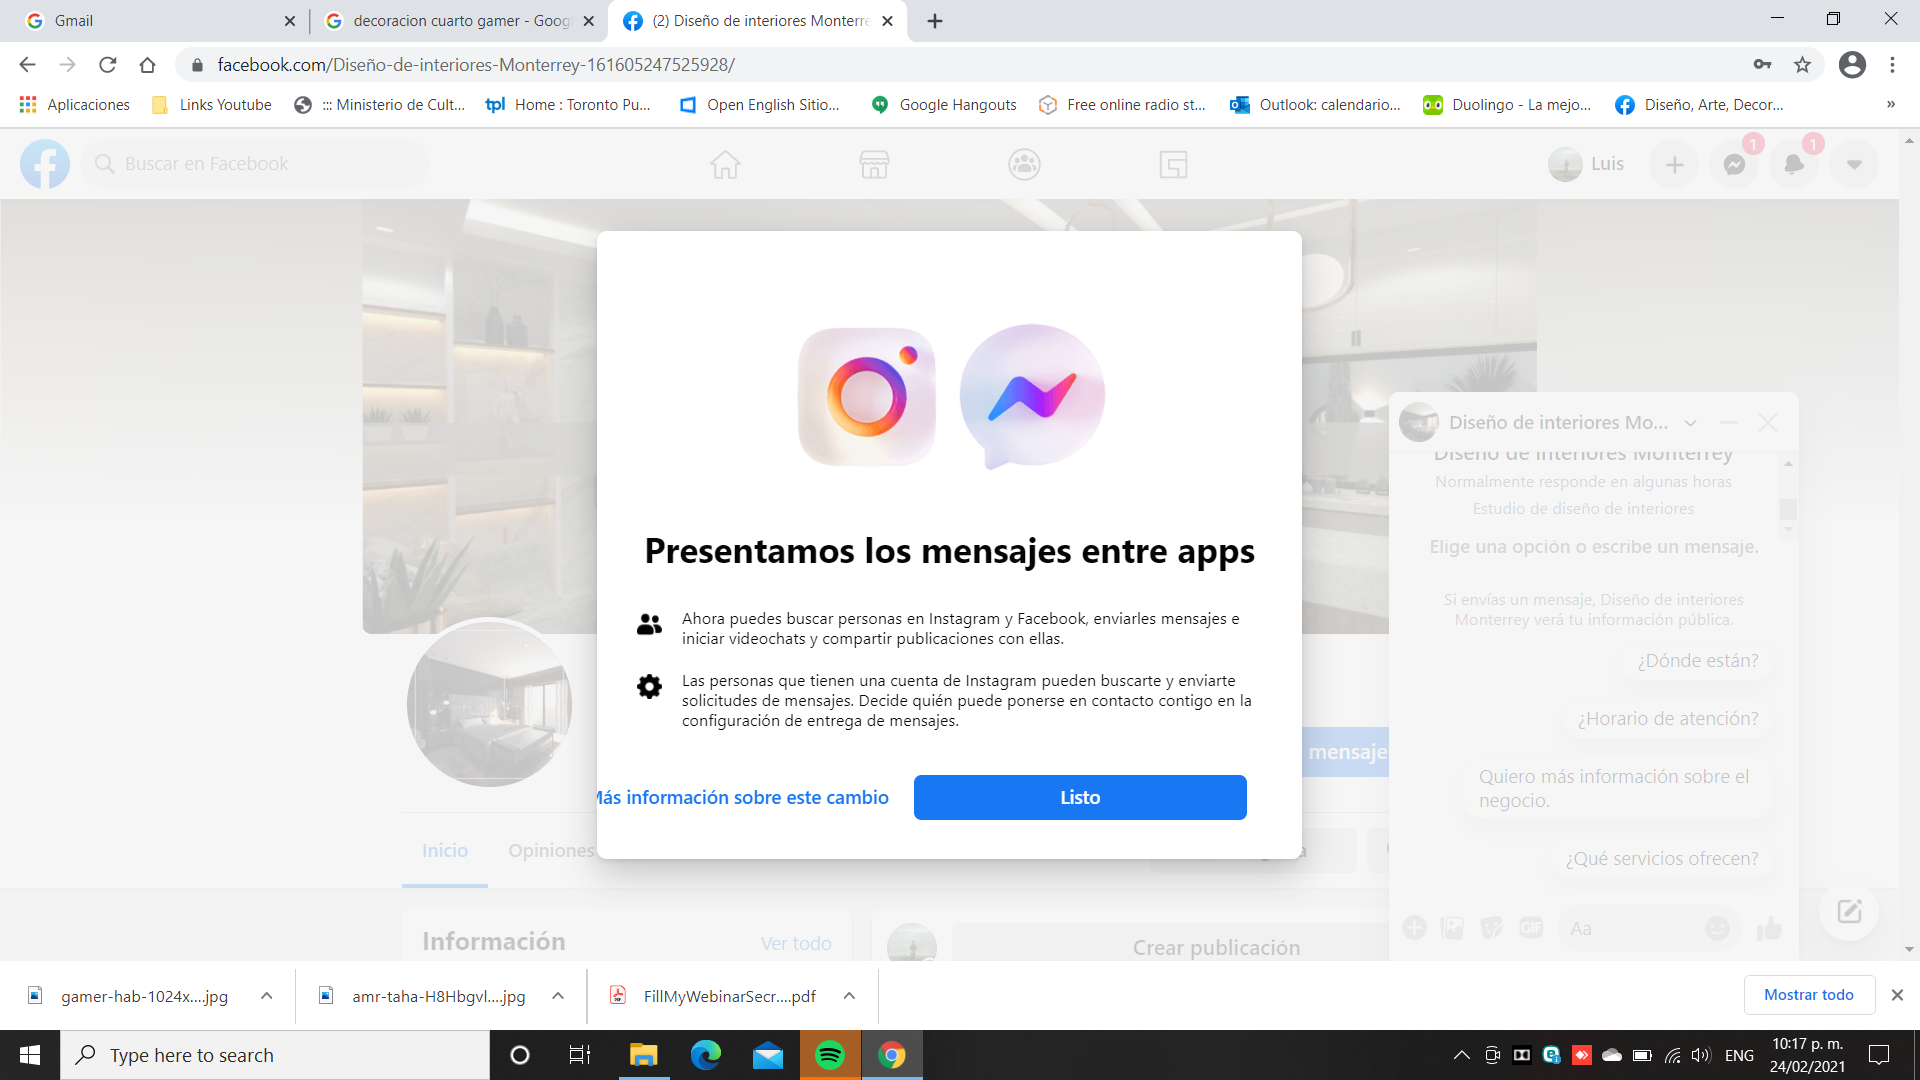 Gmail
decoracion cuarto gamer - Goog
(2) Diseño de interiores Monterre
facebook.com/Diseño-de-interiores-Monterrey-161605247525928/
Aplicaciones
Links Youtube
::: Ministerio de Cult...
tpl
Home : Toronto Pu...
Open English Sitio...
Google Hangouts
Free online radio st...
Outlook: calendario...
Duolingo - La mejo...
Diseño, Arte, Decor...
»
Buscar en Facebook
Luis
1
1
Presentamos los mensajes entre apps
Ahora puedes buscar personas en Instagram y Facebook, enviarles mensajes e
iniciar videochats y compartir publicaciones con ellas.
Las personas que tienen una cuenta de Instagram pueden buscarte y enviarte
solicitudes de mensajes. Decide quién puede ponerse en contacto contigo en la
configuración de entrega de mensajes.
Más información sobre este cambio
Listo
mensaje
Diseño de interiores Mo...
Diseño de interiores Monterrey
Normalmente responde en algunas horas
Estudio de diseño de interiores
Elige una opción o escribe un mensaje.
Si envías un mensaje, Diseño de interiores
Monterrey verá tu información pública.
¿Dónde están?
¿Horario de atención?
Quiero más información sobre el
negocio.
¿Qué servicios ofrecen?
GIF
Aa
Inicio
Opiniones
Información
Ver todo
Crear publicación
gamer-hab-1024x....jpg
amr-taha-H8Hbgvl....jpg
FillMyWebinarSecr....pdf
Mostrar todo
Type here to search
ENG
10:17 p. m.
24/02/2021